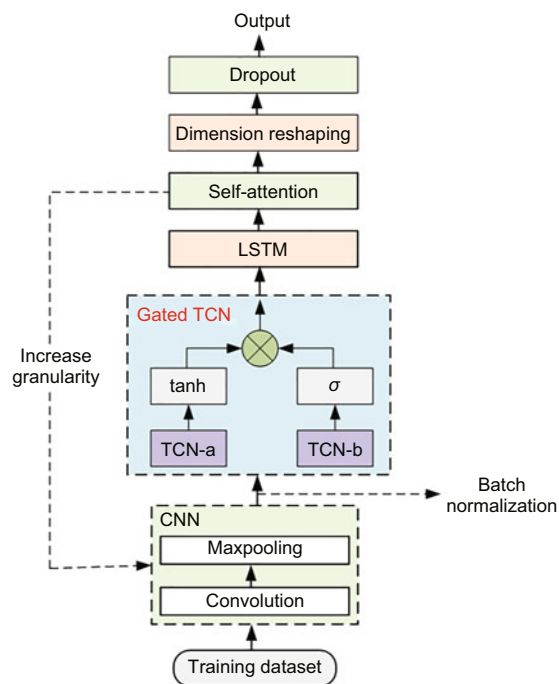 Output
Dropout
Dimension reshaping
Self-attention
LSTM
Gated TCN
Increase
granularity
tanh
σ
TCN-a
TCN-b
Batch
normalization
CNN
Maxpooling
Convolution
Training dataset